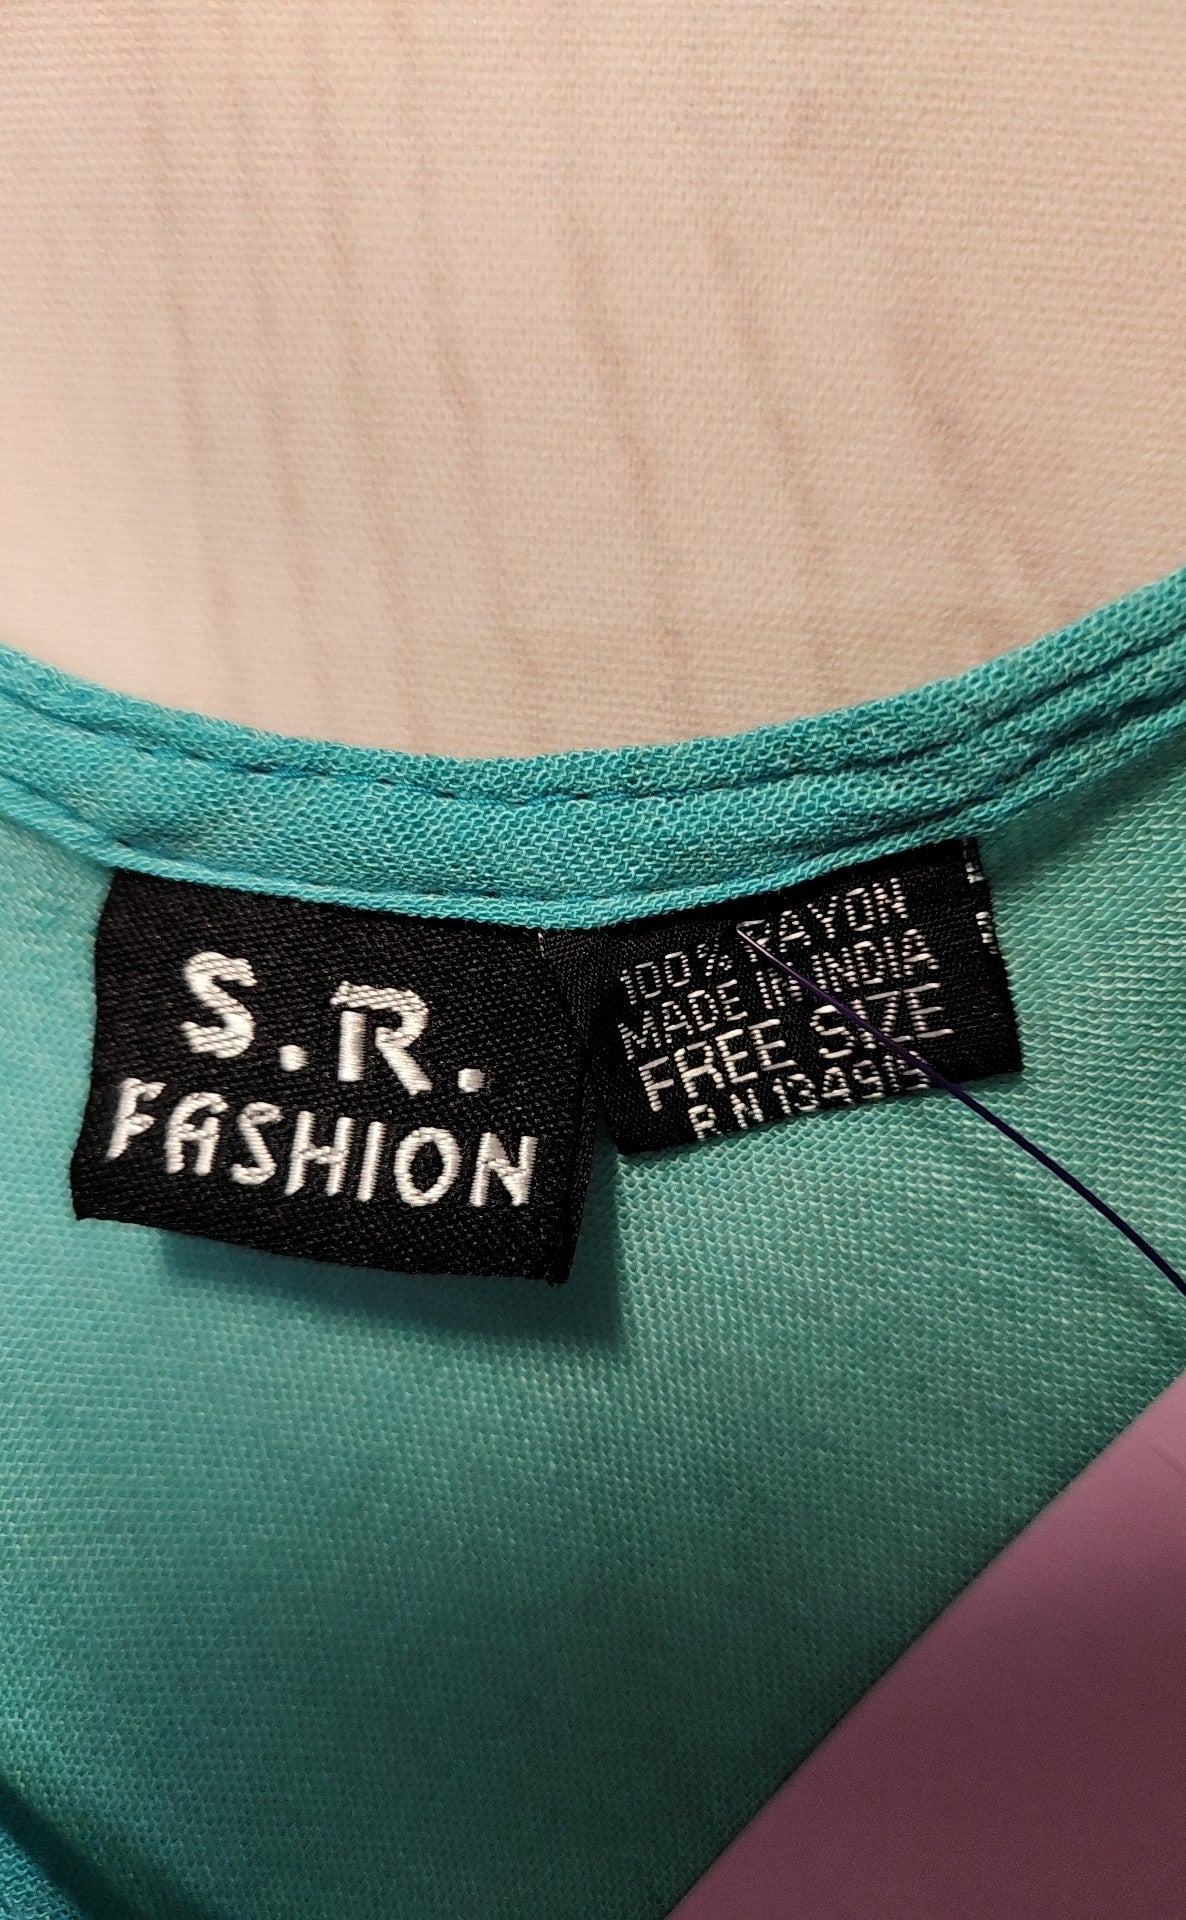 S.R.
FASHION
100% RAYON
MADE IN INDIA
FREE SIZE